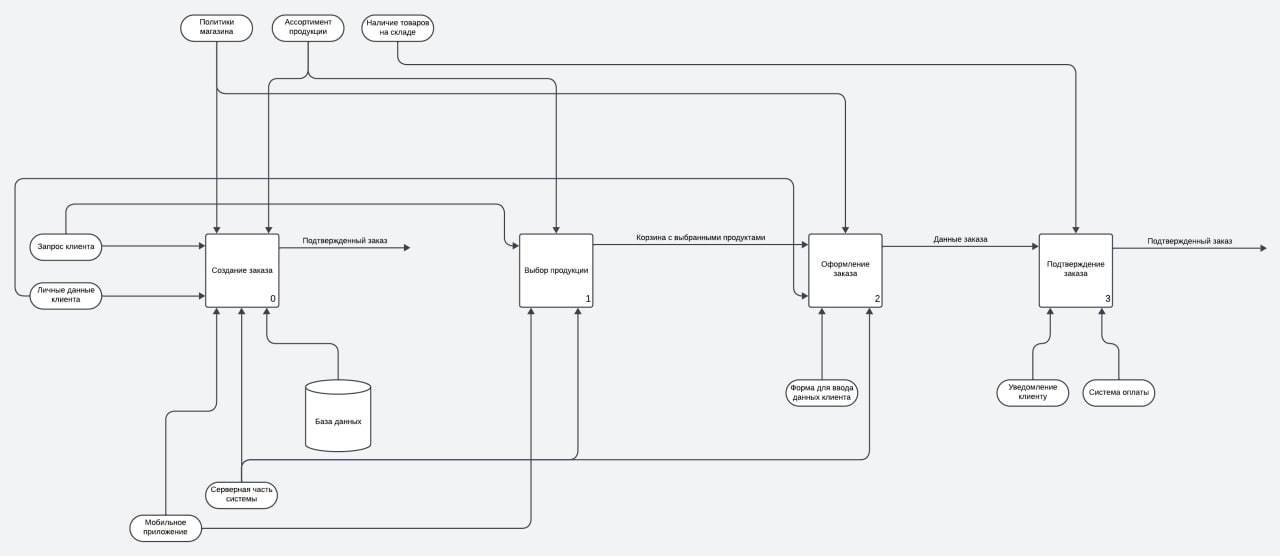 Политики
магазина
Ассортимент
продукции
Наличие товаров
на складе
Запрос клиента
Личные данные
клиента
Создание заказа
0
Подтвержденный заказ
Выбор продукции
1
Корзина с выбранными продуктами
Оформление
заказа
2
Данные заказа
Подтверждение
заказа
3
Подтвержденный заказ
База данных
Форма для ввода
данных клиента
Уведомление
клиенту
Система оплаты
Серверная часть
системы
Мобильное
приложение